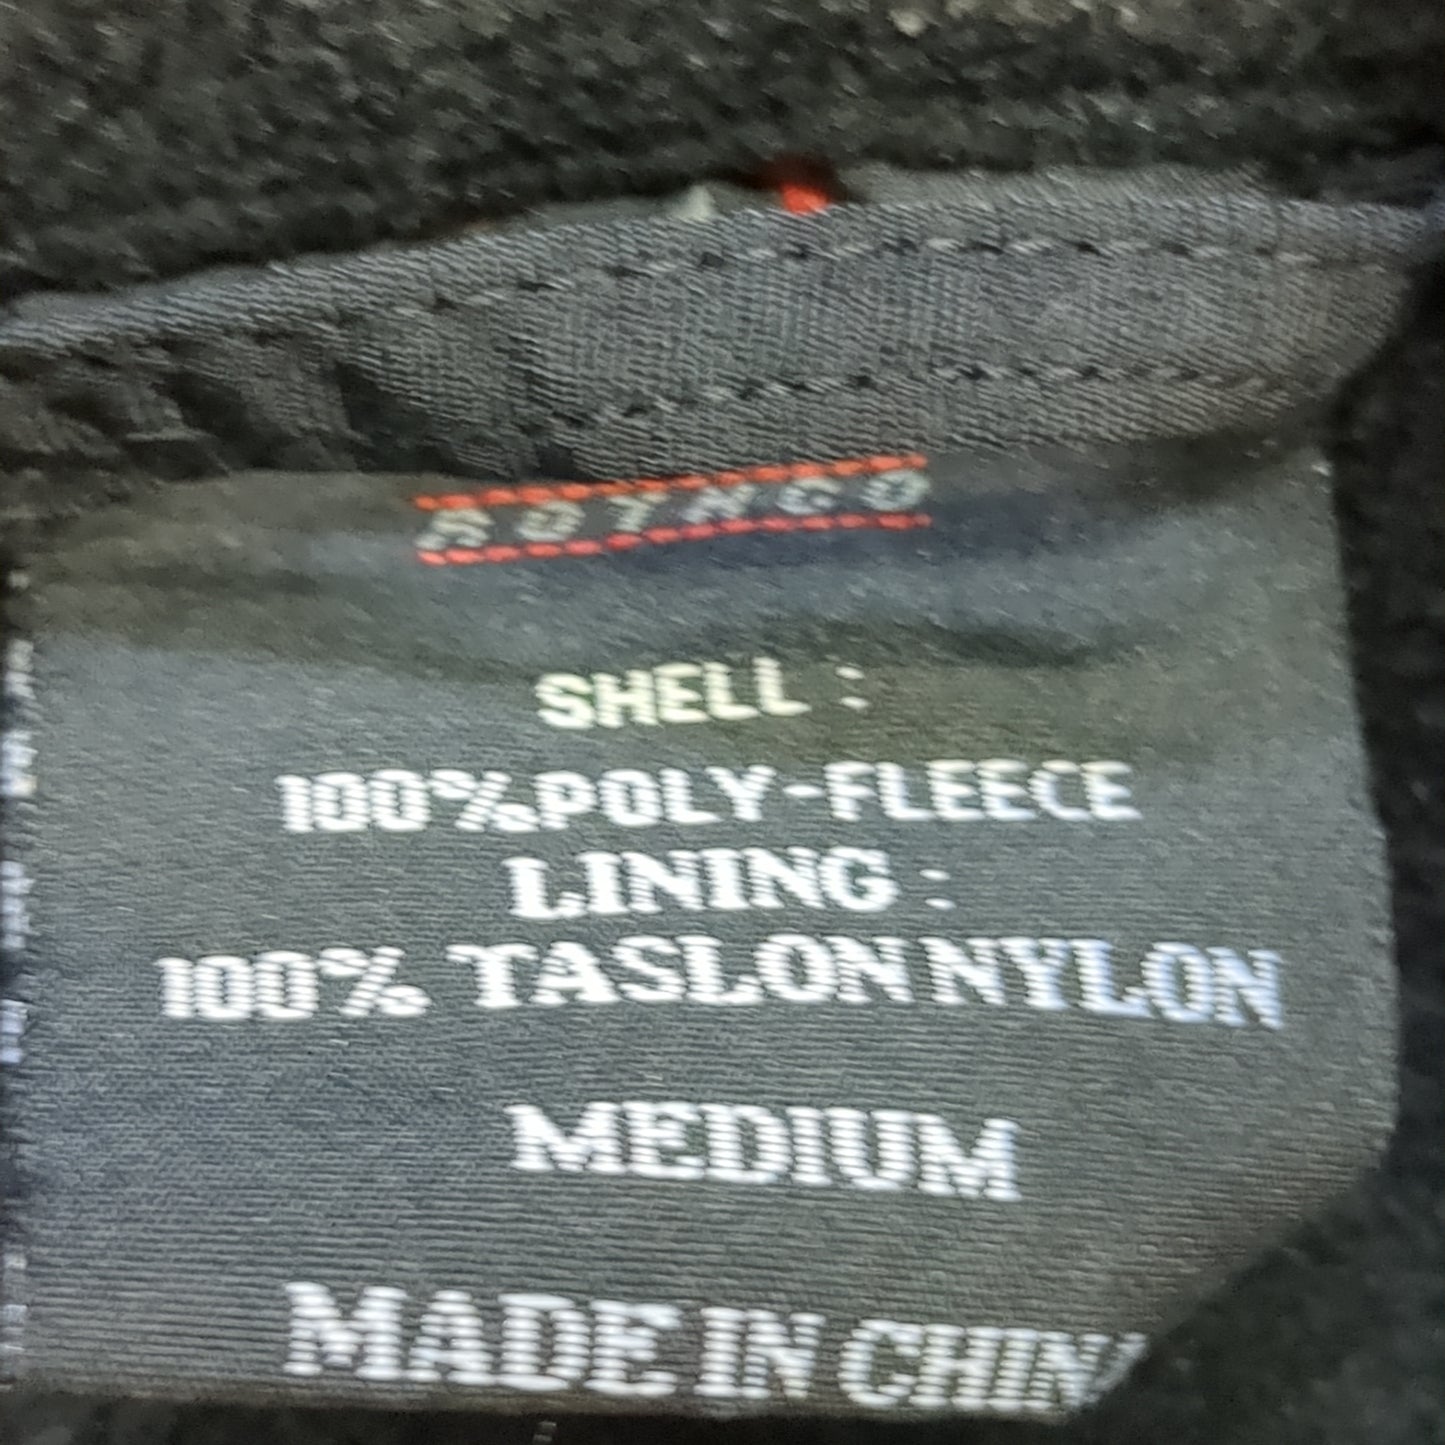 ROTHCO
SHELL :
100%POLY-FLEECE
LINING :
100% TASLON NYLON
MEDIUM
MADE IN CHINA